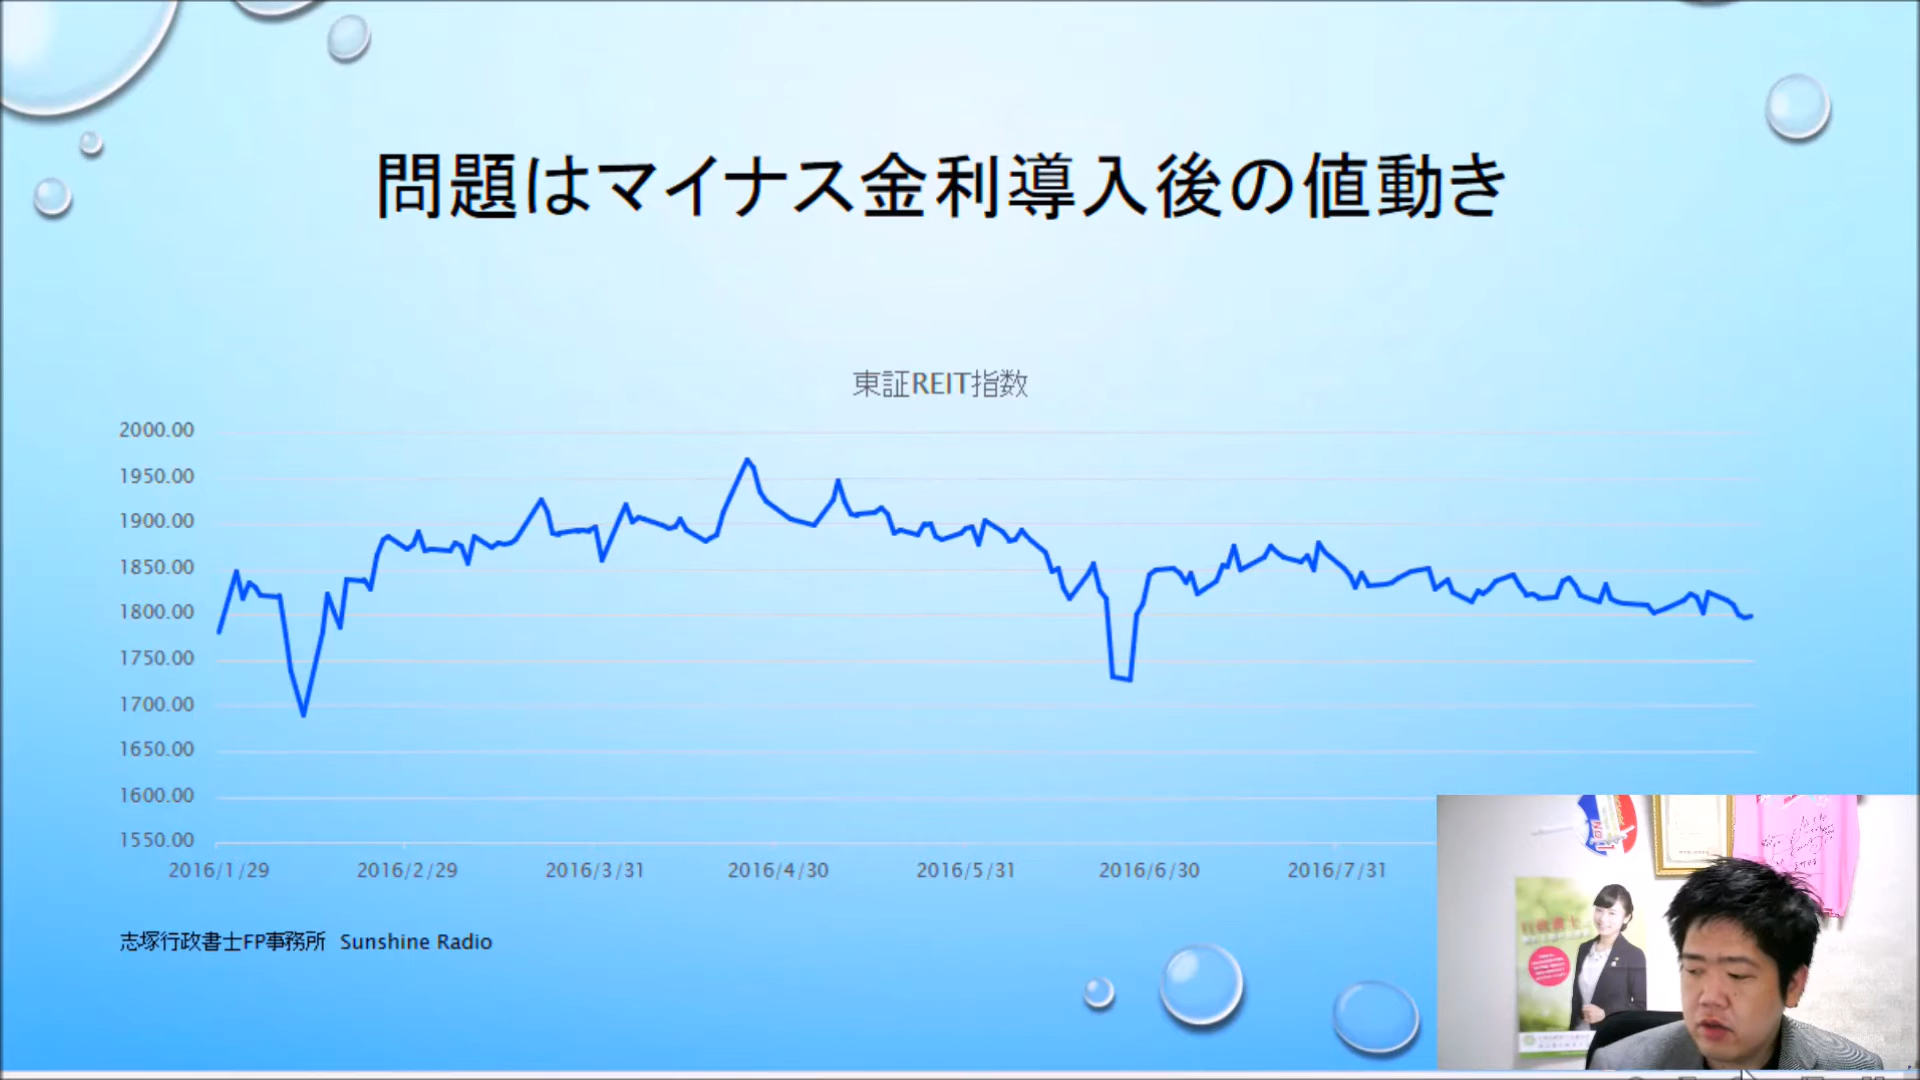 問題はマイナス金利導入後の値動き
東証REIT指数
2000.00
1950.00
1900.00
1850.00
1800.00
1750.00
1700.00
1650.00
1600.00
1550.00
2016/1/29 2016/2/29 2016/3/31 2016/4/30 2016/5/31 2016/6/30 2016/7/31
志塚行政書士FP事務所 Sunshine Radio
行政書士